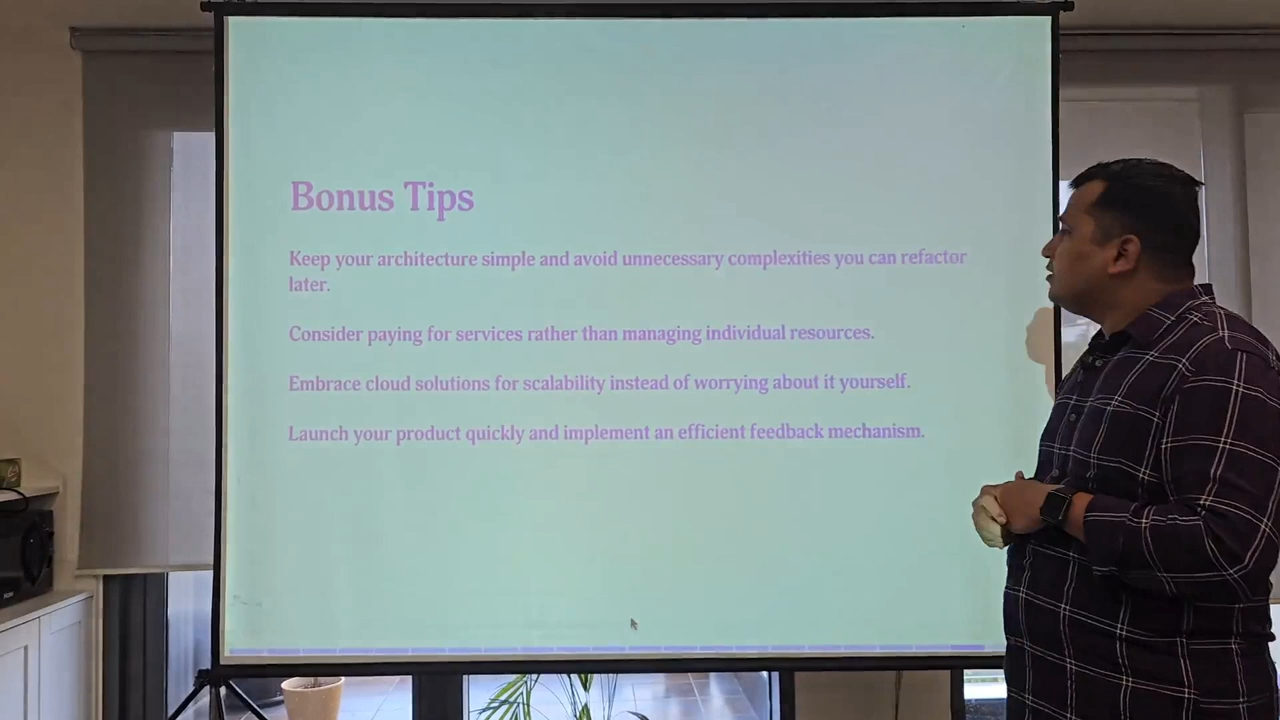 Bonus Tips
Keep your architecture simple and avoid unnecessary complexities you can refactor
later.
Consider paying for services rather than managing individual resources.
Embrace cloud solutions for scalability instead of worrying about it yourself.
Launch your product quickly and implement an efficient feedback mechanism.